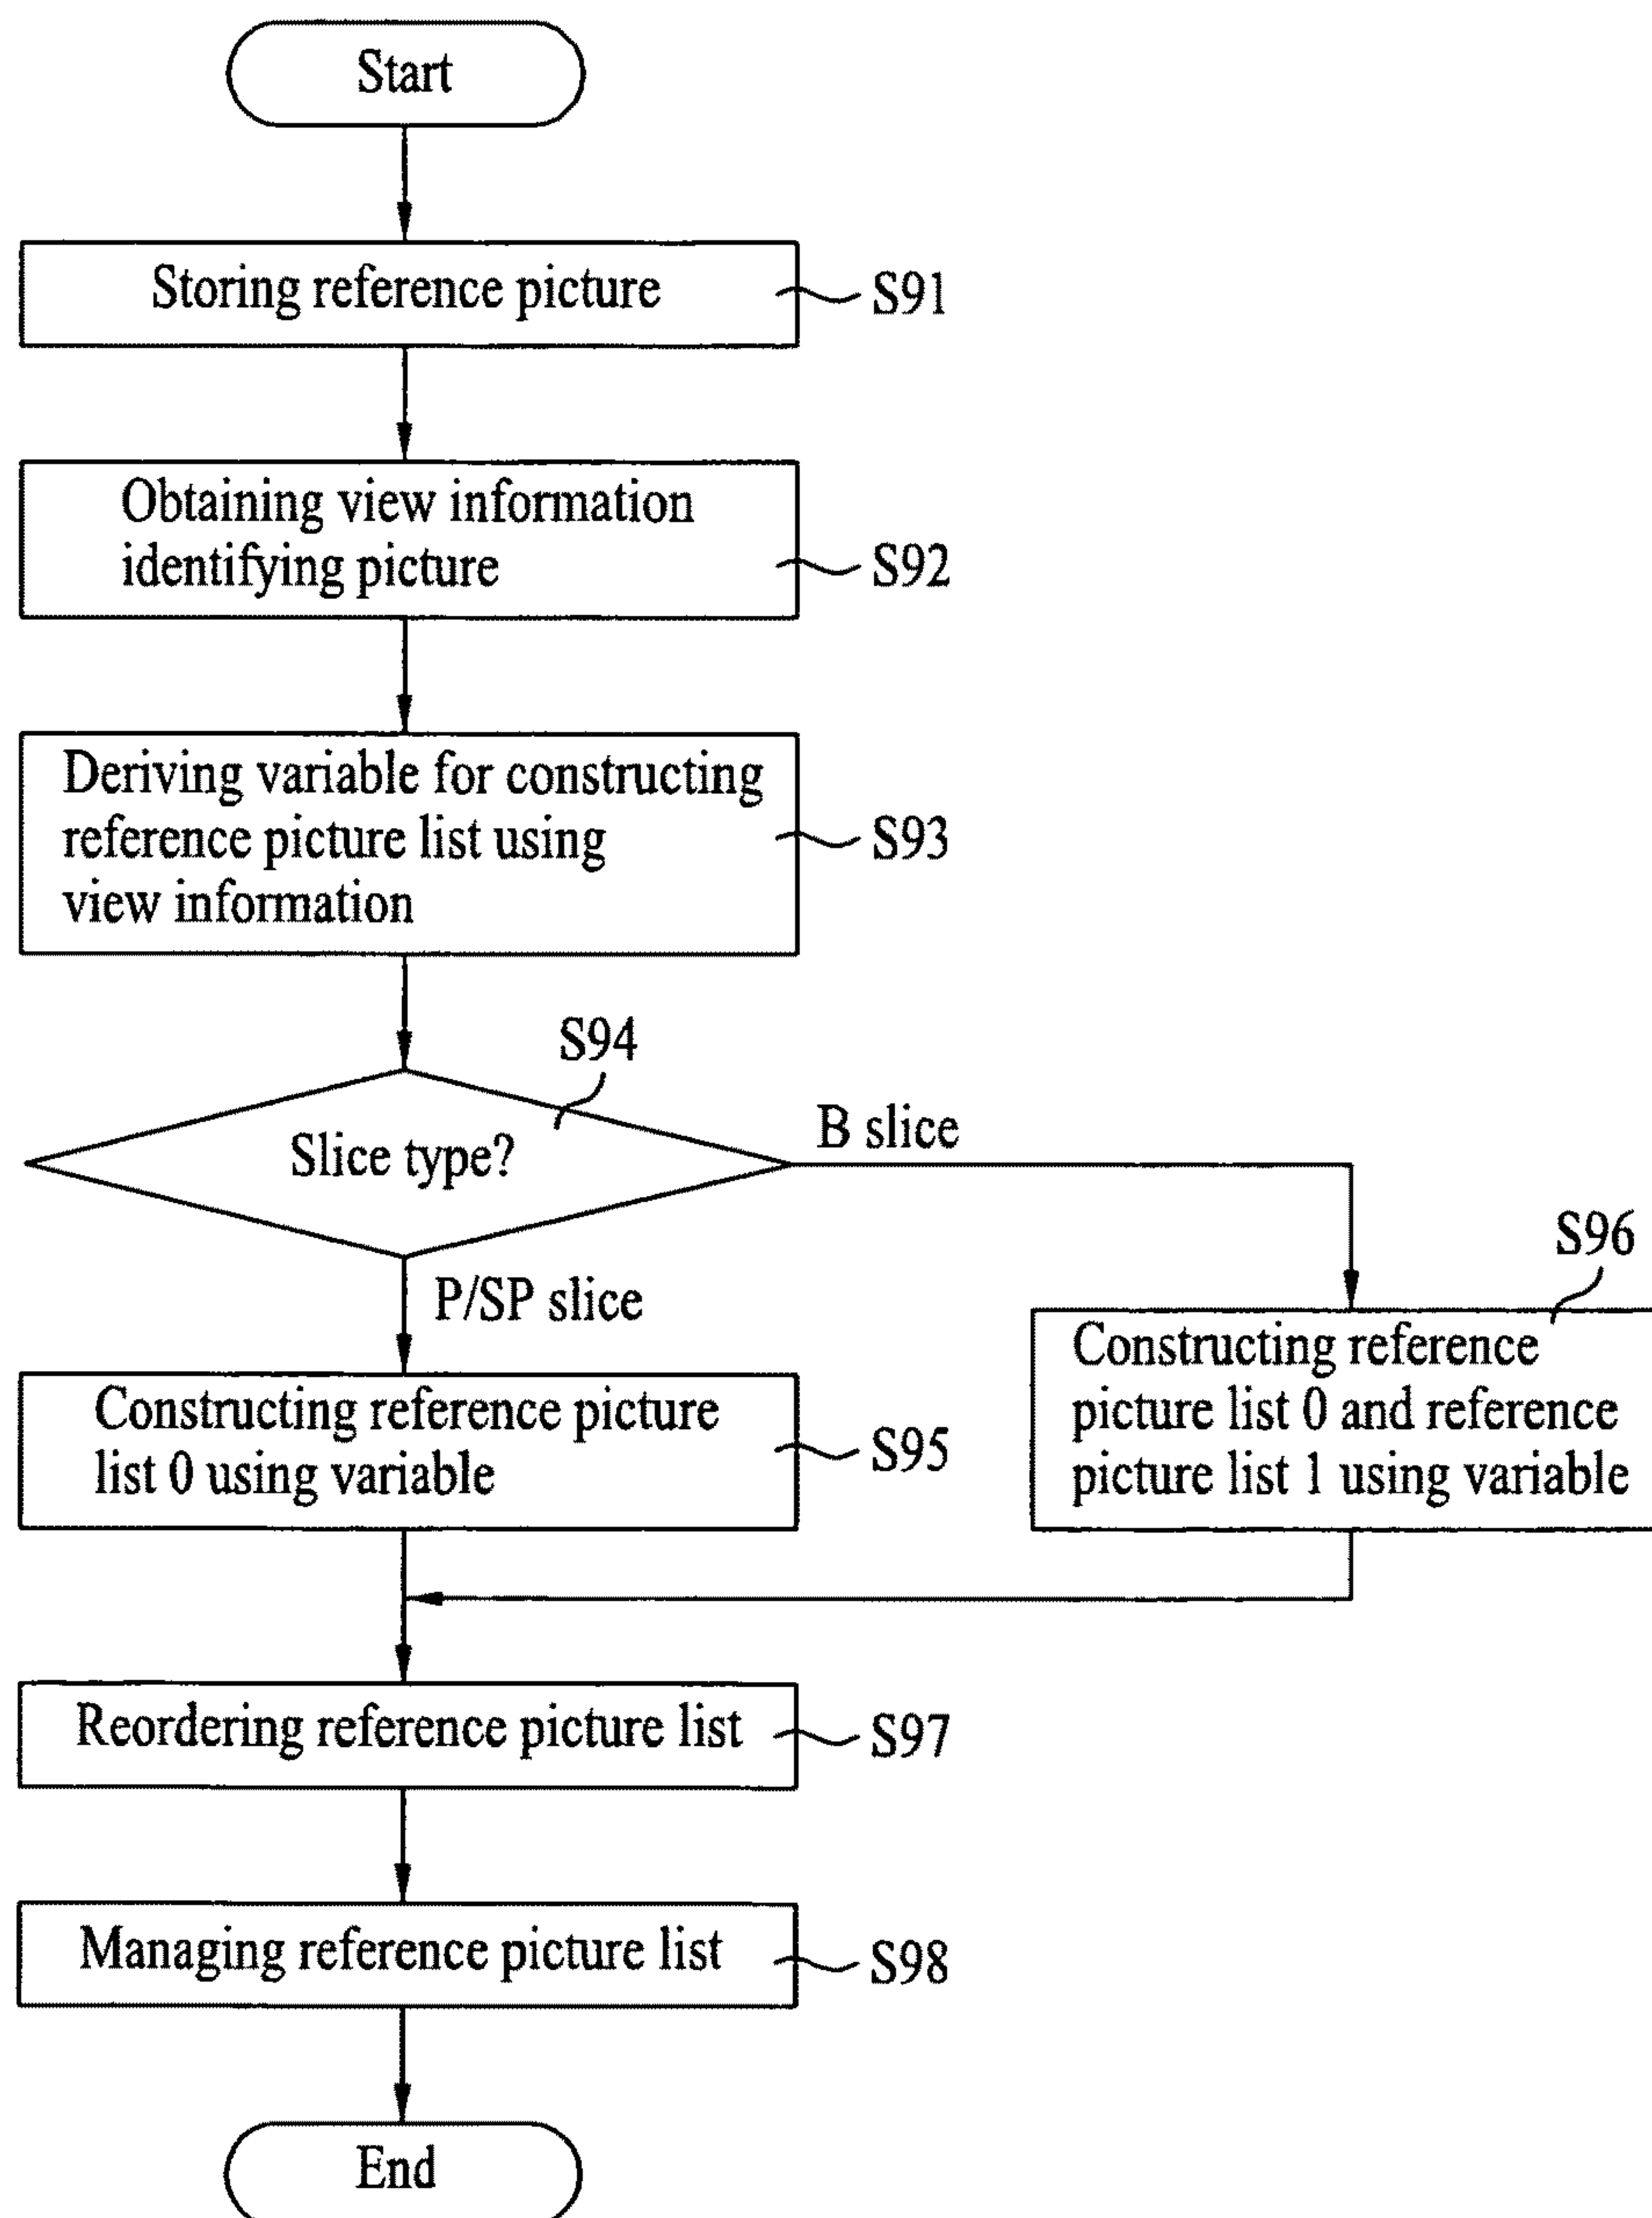 Start
Storing reference picture
S91
Obtaining view information
identifying picture
S92
Deriving variable for constructing
reference picture list using
view information
S93
S94
Slice type?
B slice
P/SP slice
S96
Constructing reference
picture list 0 and reference
picture list 1 using variable
Constructing reference picture
list 0 using variable
S95
Reordering reference picture list
S97
Managing reference picture list
S98
End